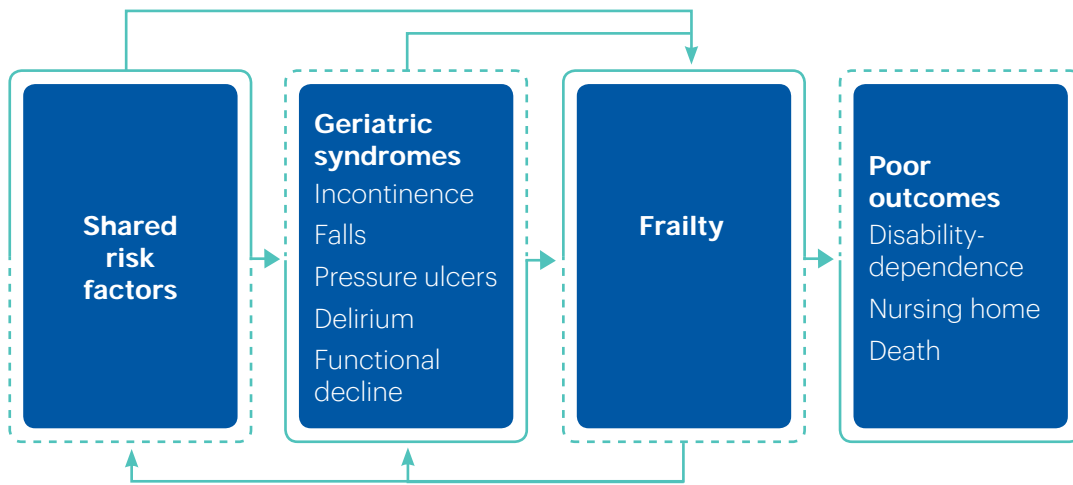 Shared
risk
factors
Geriatric
syndromes
Incontinence
Falls
Pressure ulcers
Delirium
Functional
decline
Frailty
Poor
outcomes
Disability-
dependence
Nursing home
Death